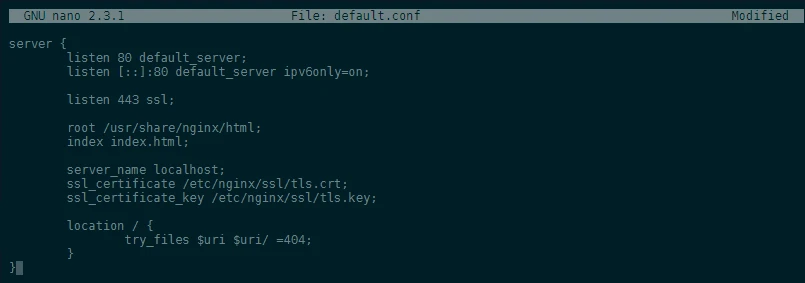 GNU nano 2.3.1 File: default.conf Modified
server {
listen 80 default_server;
listen [::]:80 default_server ipv6only=on;
listen 443 ssl;
root /usr/share/nginx/html;
index index.html;
server_name localhost;
ssl_certificate /etc/nginx/ssl/tls.crt;
ssl_certificate_key /etc/nginx/ssl/tls.key;
location / {
try_files $uri $uri/ =404;
}
}